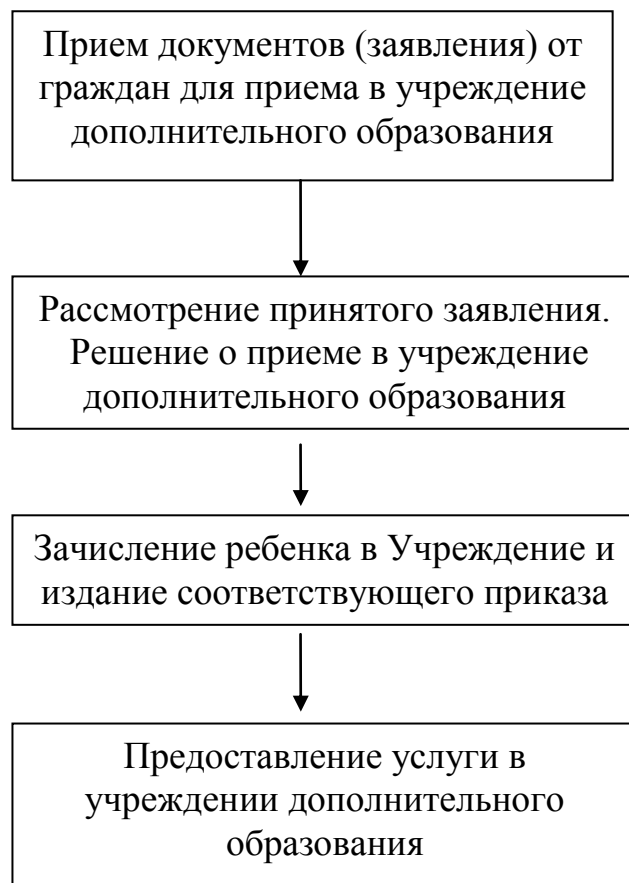 Прием документов (заявления) от
граждан для приема в учреждение
дополнительного образования
Рассмотрение принятого заявления.
Решение о приеме в учреждение
дополнительного образования
Зачисление ребенка в Учреждение и
издание соответствующего приказа
Предоставление услуги в
учреждении дополнительного
образования